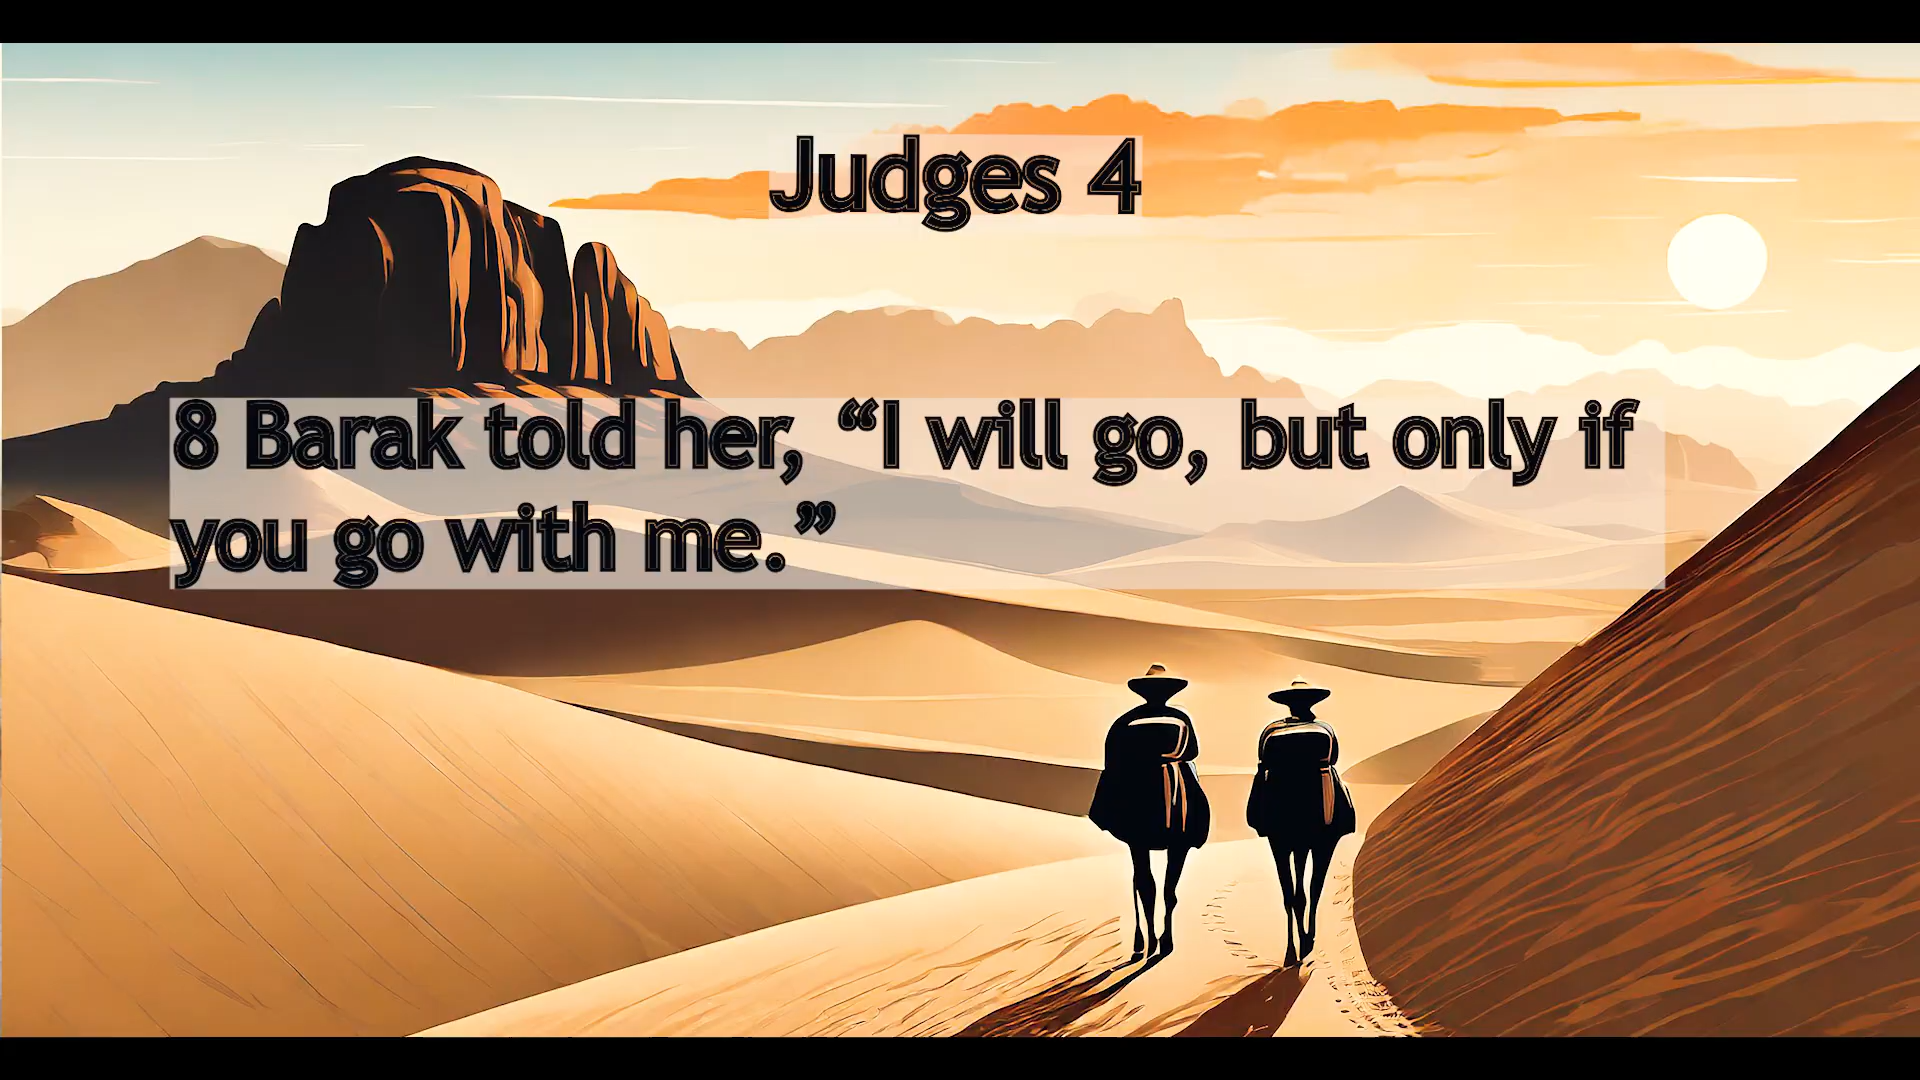 Judges 4
8 Barak told her, “I will go, but only if
you go with me.”